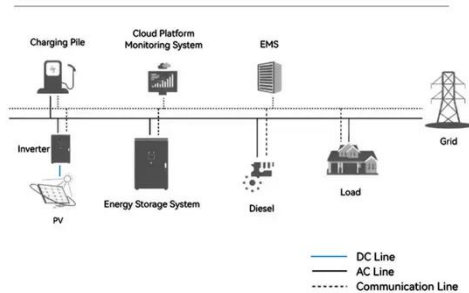 Charging Pile
Cloud Platform
Monitoring System
EMS
Inverter
Grid
PV
Energy Storage System
Diesel
Load
DC Line
AC Line
Communication Line